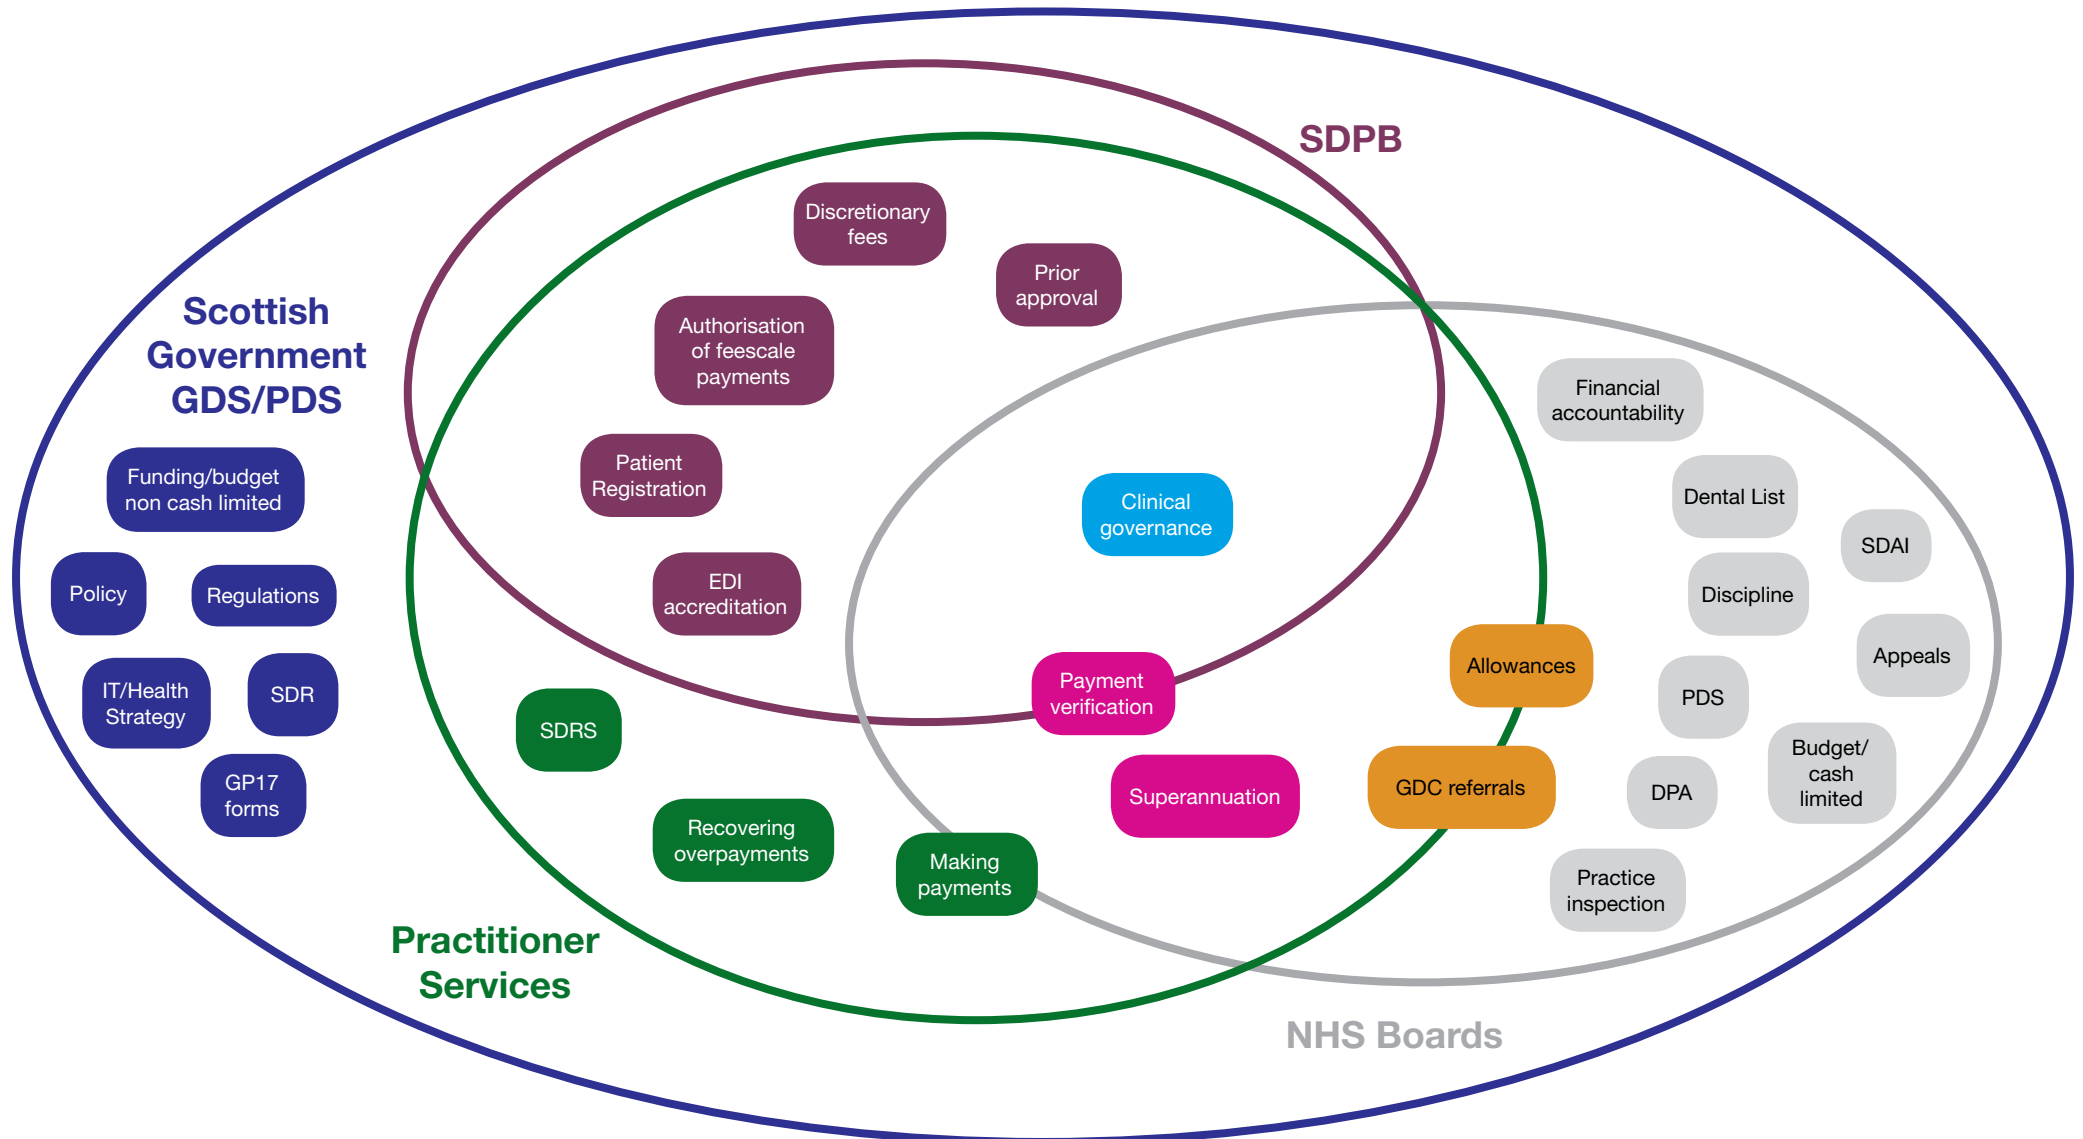 SDPB
Discretionary
fees
Prior
approval
Authorisation
of feescale
payments
Patient
Registration
EDI
accreditation
Scottish
Government
GDS/PDS
Funding/budget
non cash limited
Policy
Regulations
IT/Health
Strategy
SDR
GP17
forms
Clinical
governance
Payment
verification
Superannuation
SDRS
Recovering
overpayments
Making
payments
Practitioner
Services
Allowances
GDC referrals
Financial
accountability
Dental List
SDAI
Discipline
Appeals
PDS
Budget/
cash
limited
DPA
Practice
inspection
NHS Boards